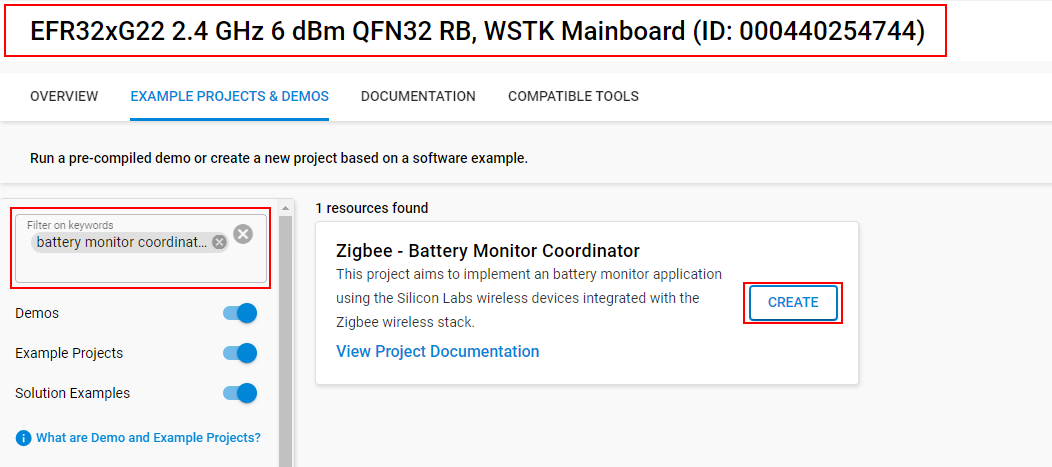 EFR32xG22 2.4 GHz 6 dBm QFN32 RB, WSTK Mainboard (ID: 000440254744)
OVERVIEW
EXAMPLE PROJECTS & DEMOS
DOCUMENTATION
COMPATIBLE TOOLS
Run a pre-compiled demo or create a new project based on a software example.
Filter on keywords
battery monitor coordinat...
Demos
Example Projects
Solution Examples
What are Demo and Example Projects?
1 resources found
Zigbee - Battery Monitor Coordinator
This project aims to implement an battery monitor application
using the Silicon Labs wireless devices integrated with the
Zigbee wireless stack.
View Project Documentation
CREATE